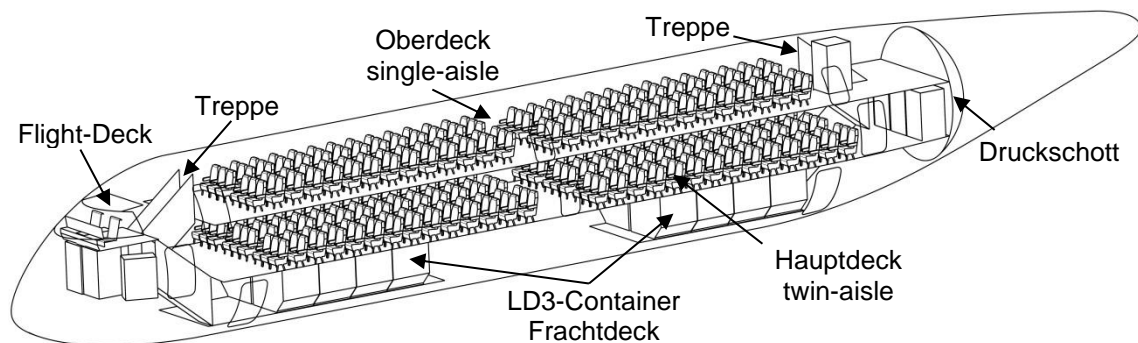 Oberdeck
single-aisle
Treppe
Treppe
Flight-Deck
Druckschott
Hauptdeck
twin-aisle
LD3-Container
Frachtdeck